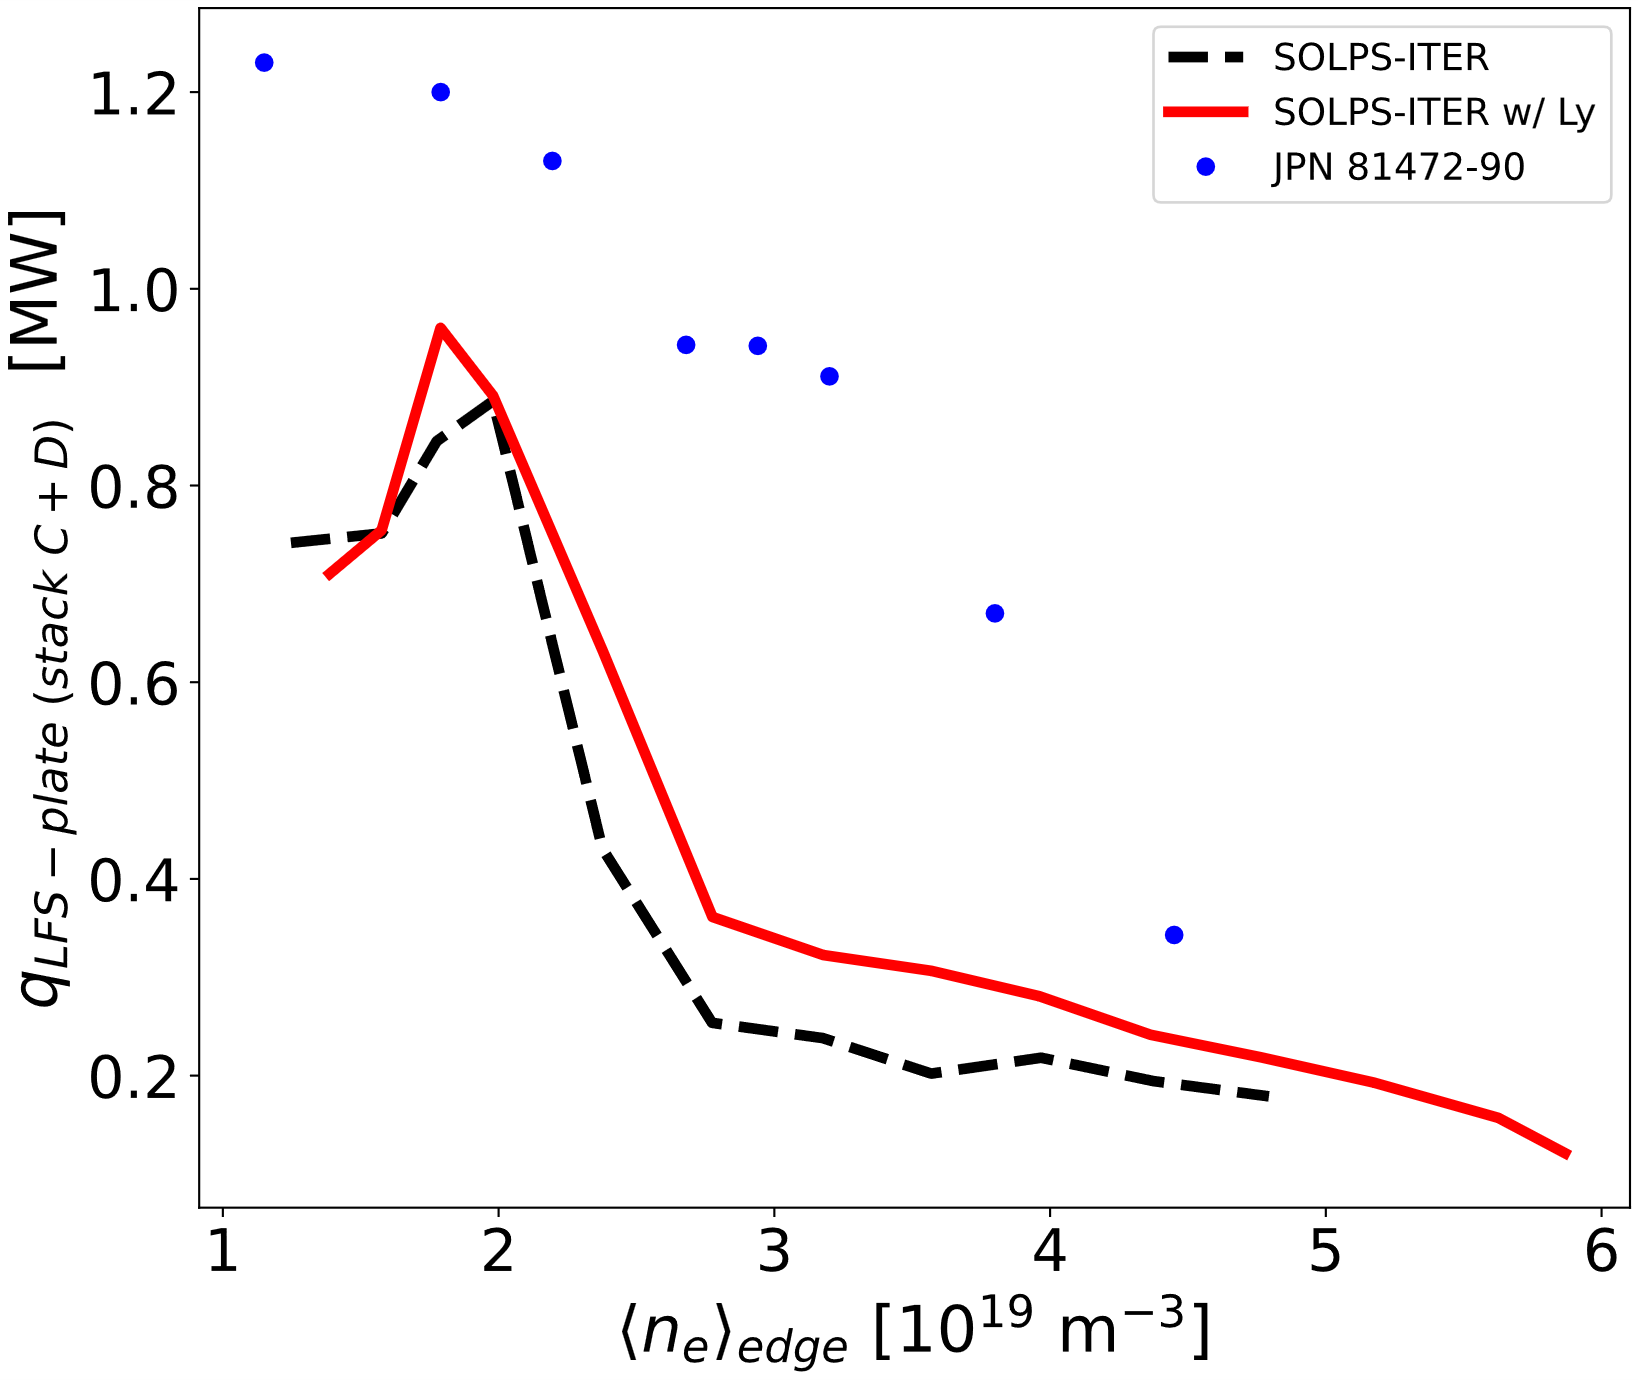 SOLPS-ITER
SOLPS-ITER w/ Ly
JPN 81472-90
1.2
1.0
0.8
0.6
0.4
0.2
q_{LFS − plate (stack C + D)} [MW]
1 2 3 4 5 6
⟨n_e⟩_{edge} [10^{19} m^{−3}]